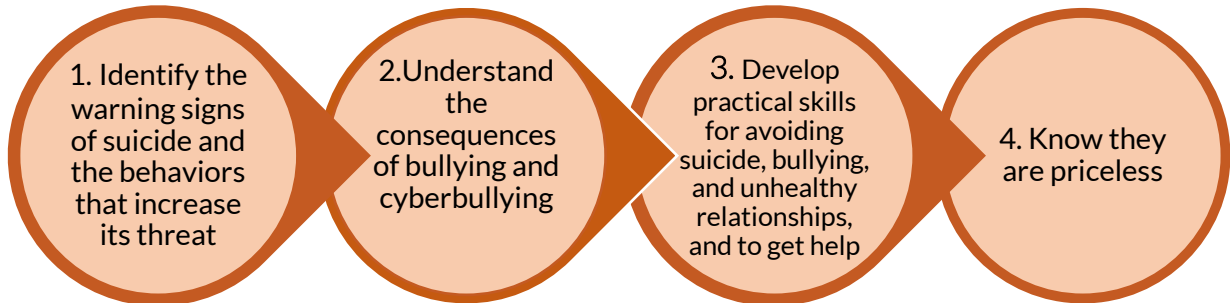 1. Identify the
warning signs
of suicide and
the behaviors
that increase
its threat
2.Understand
the
consequences
of bullying and
cyberbullying
3. Develop
practical skills
for avoiding
suicide, bullying,
and unhealthy
relationships,
and to get help
4. Know they
are priceless